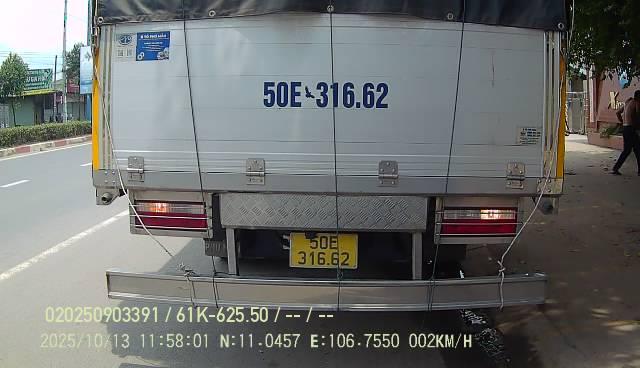 50E-316.62
50E
316.62
020250903391 / 61K-625.50 / -- / --
2025/10/13 11:58:01 N:11.0457 E:106.7550 002KM/H